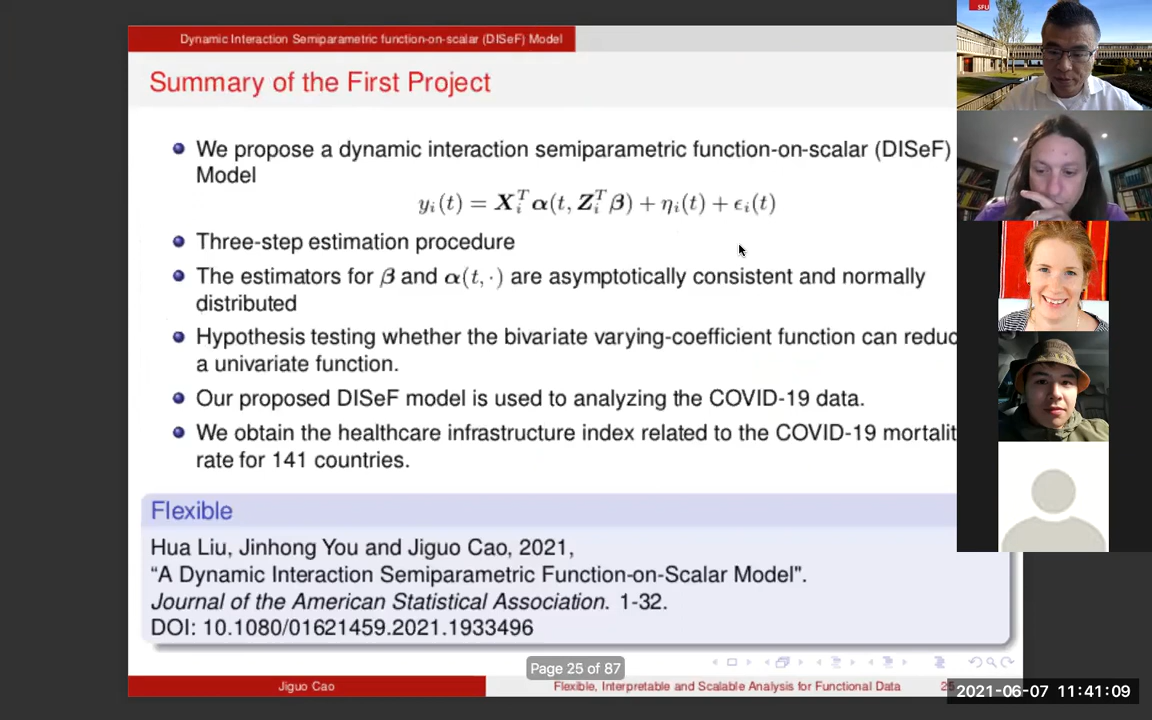 Dynamic Interaction Semiparametric function-on-scalar (DISeF) Model
SFU
Summary of the First Project
We propose a dynamic interaction semiparametric function-on-scalar (DISeF)
Model
yᵢ(t) = Xᵢᵀα(t, Zᵢᵀβ) + ηᵢ(t) + ϵᵢ(t)
Three-step estimation procedure
The estimators for β and α(t, ·) are asymptotically consistent and normally
distributed
Hypothesis testing whether the bivariate varying-coefficient function can reduc
a univariate function.
Our proposed DISeF model is used to analyzing the COVID-19 data.
We obtain the healthcare infrastructure index related to the COVID-19 mortalit
rate for 141 countries.
Flexible
Hua Liu, Jinhong You and Jiguo Cao, 2021,
“A Dynamic Interaction Semiparametric Function-on-Scalar Model".
Journal of the American Statistical Association. 1-32.
DOI: 10.1080/01621459.2021.1933496
Page 25 of 87
Jiguo Cao
Flexible, Interpretable and Scalable Analysis for Functional Data
2021-06-07 11:41:09